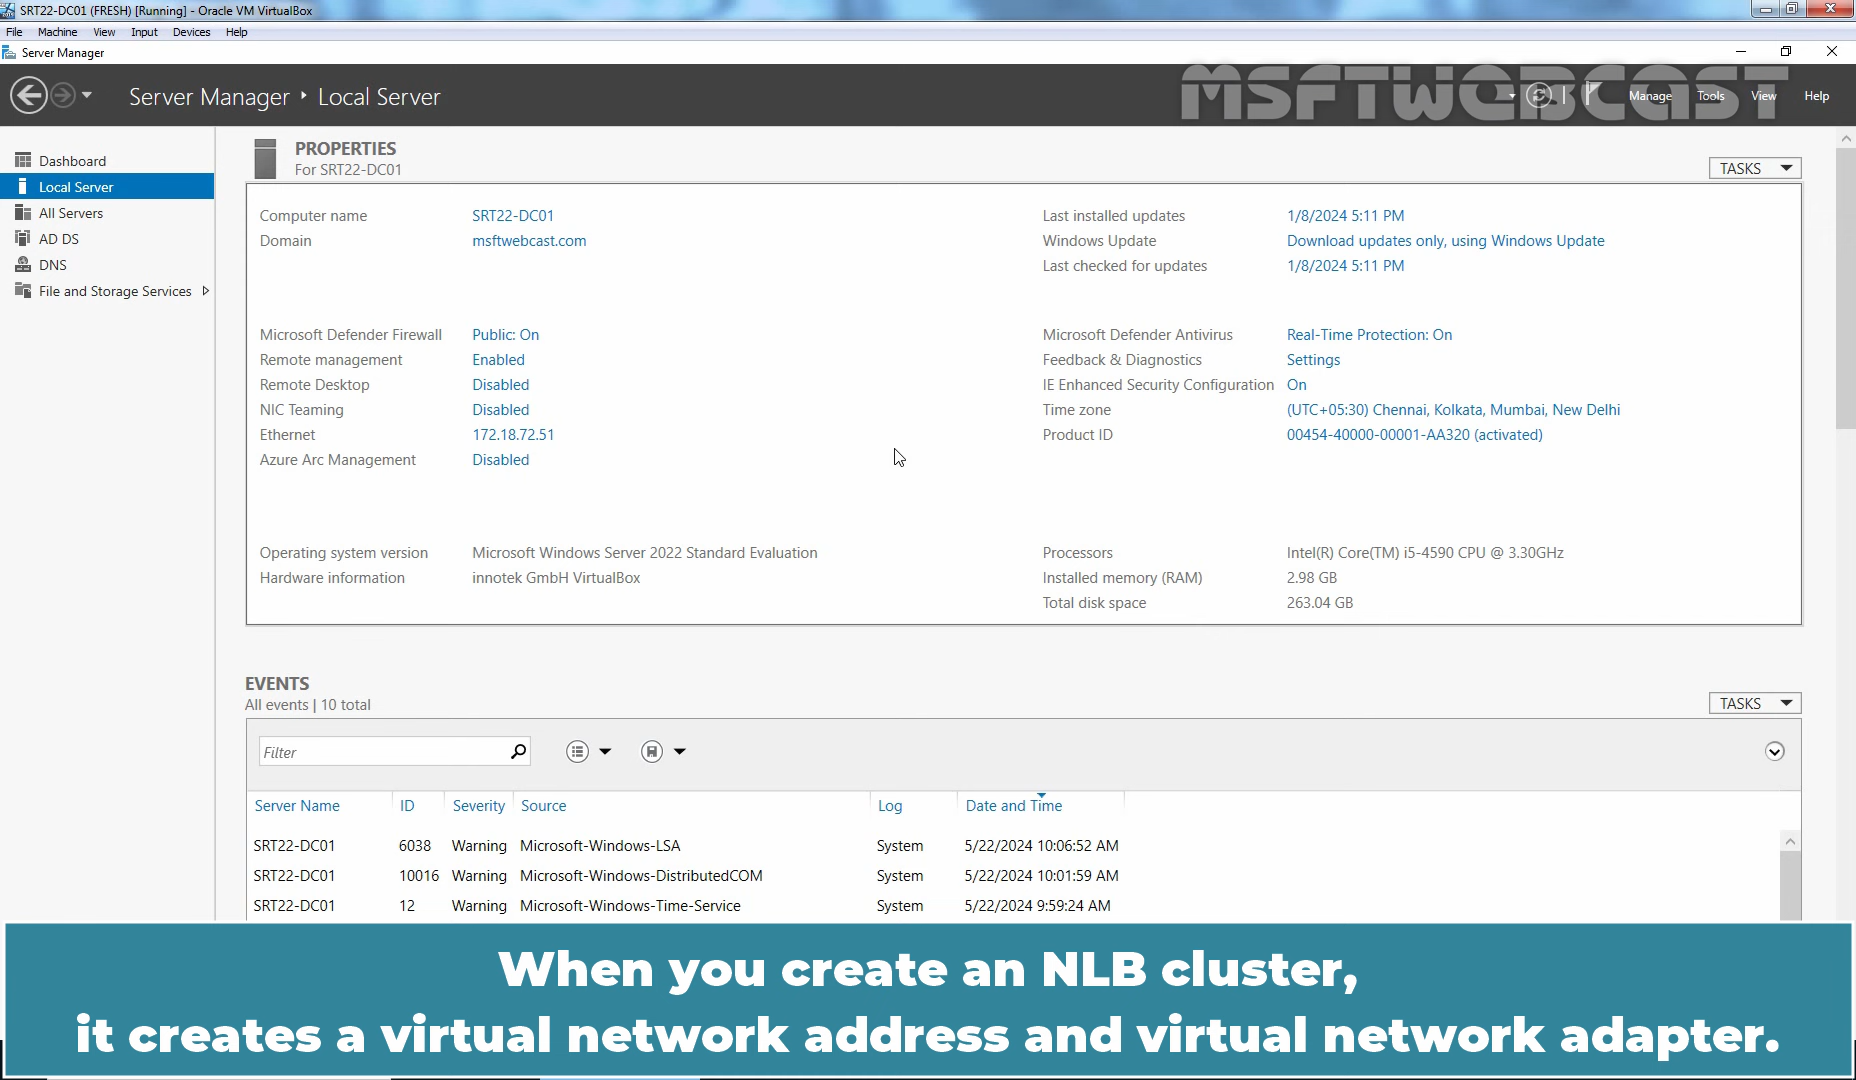 SRT22-DC01 (FRESH) [Running] - Oracle VM VirtualBox
File Machine View Input Devices Help
Server Manager
Server Manager Local Server
MSFTWEBCAST
Manage Tools View Help
Dashboard
Local Server
All Servers
AD DS
DNS
File and Storage Services
PROPERTIES
For SRT22-DC01
TASKS
Computer name SRT22-DC01 Last installed updates 1/8/2024 5:11 PM
Domain msftwebcast.com Windows Update Download updates only, using Windows Update
Last checked for updates 1/8/2024 5:11 PM
Microsoft Defender Firewall Public: On Microsoft Defender Antivirus Real-Time Protection: On
Remote management Enabled Feedback & Diagnostics Settings
Remote Desktop Disabled IE Enhanced Security Configuration On
NIC Teaming Disabled Time zone (UTC+05:30) Chennai, Kolkata, Mumbai, New Delhi
Ethernet 172.18.72.51 Product ID 00454-40000-00001-AA320 (activated)
Azure Arc Management Disabled
Operating system version Microsoft Windows Server 2022 Standard Evaluation Processors Intel(R) Core(TM) i5-4590 CPU @ 3.30GHz
Hardware information innotek GmbH VirtualBox Installed memory (RAM) 2.98 GB
Total disk space 263.04 GB
EVENTS
All events | 10 total
TASKS
Filter
Server Name ID Severity Source Log Date and Time
SRT22-DC01 6038 Warning Microsoft-Windows-LSA System 5/22/2024 10:06:52 AM
SRT22-DC01 10016 Warning Microsoft-Windows-DistributedCOM System 5/22/2024 10:01:59 AM
SRT22-DC01 12 Warning Microsoft-Windows-Time-Service System 5/22/2024 9:59:24 AM
When you create an NLB cluster,
it creates a virtual network address and virtual network adapter.